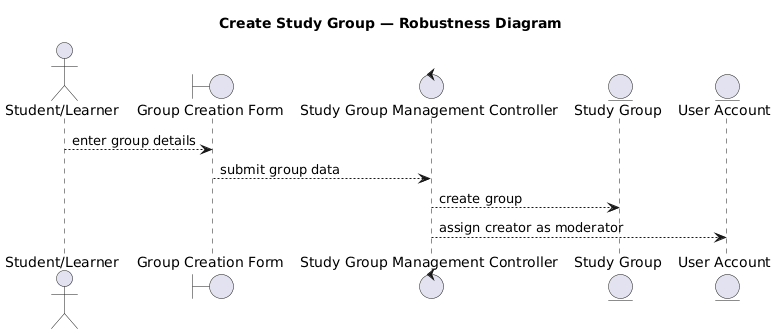 Create Study Group — Robustness Diagram
Student/Learner Group Creation Form Study Group Management Controller Study Group User Account
enter group details
submit group data
create group
assign creator as moderator
Student/Learner Group Creation Form Study Group Management Controller Study Group User Account